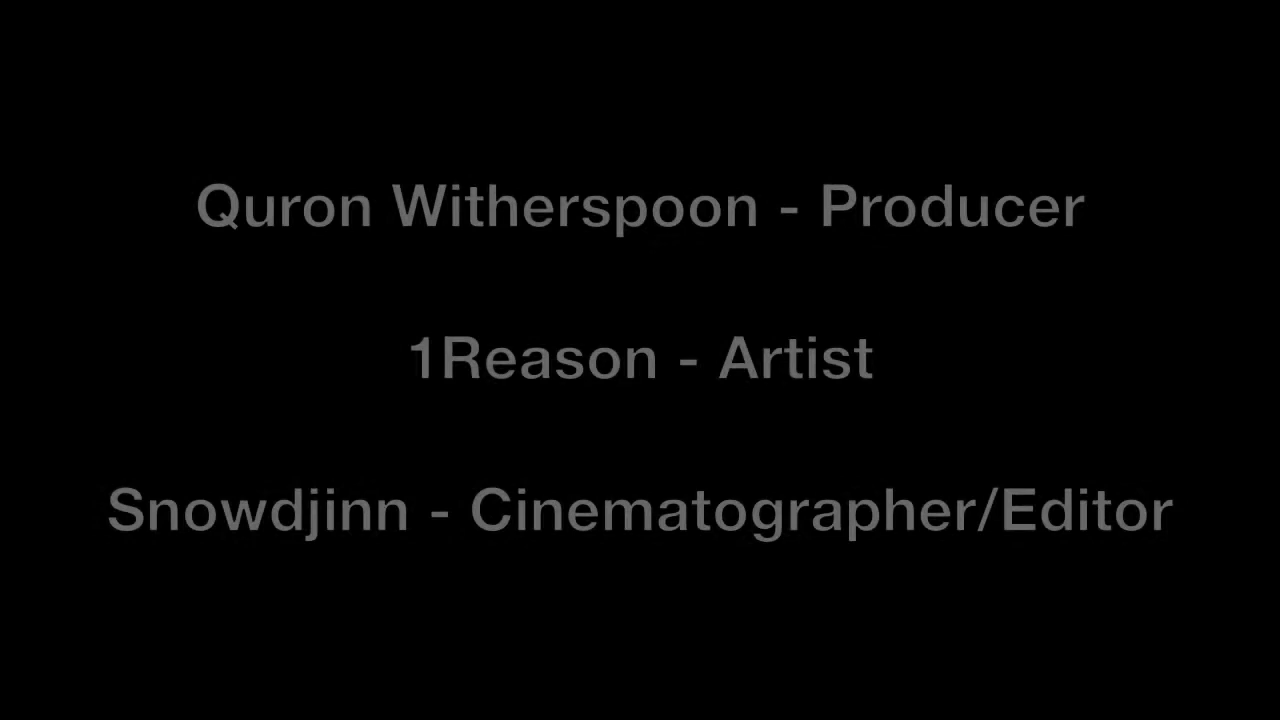 Quron Witherspoon - Producer
1Reason - Artist
Snowdjinn - Cinematographer/Editor